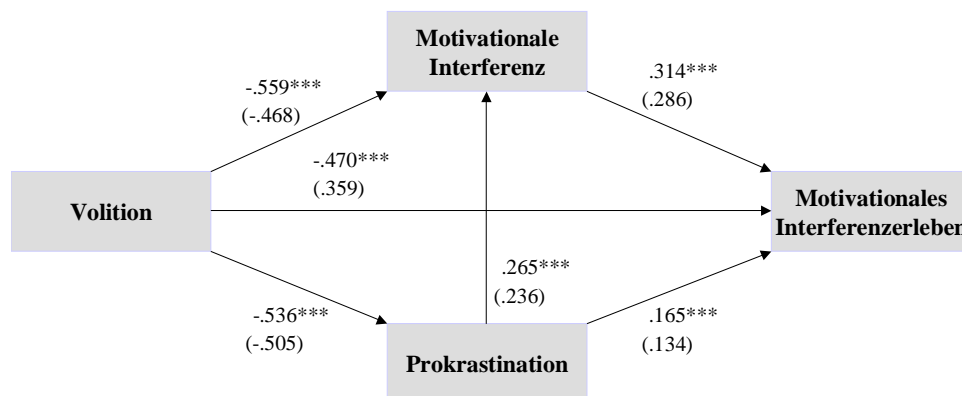 Motivationale
Interferenz
-.559***
(-.468)
.314***
(.286)
-.470***
(.359)
Volition
Motivationales
Interferenzerleben
.265***
(.236)
-.536***
(-.505)
.165***
(.134)
Prokrastination